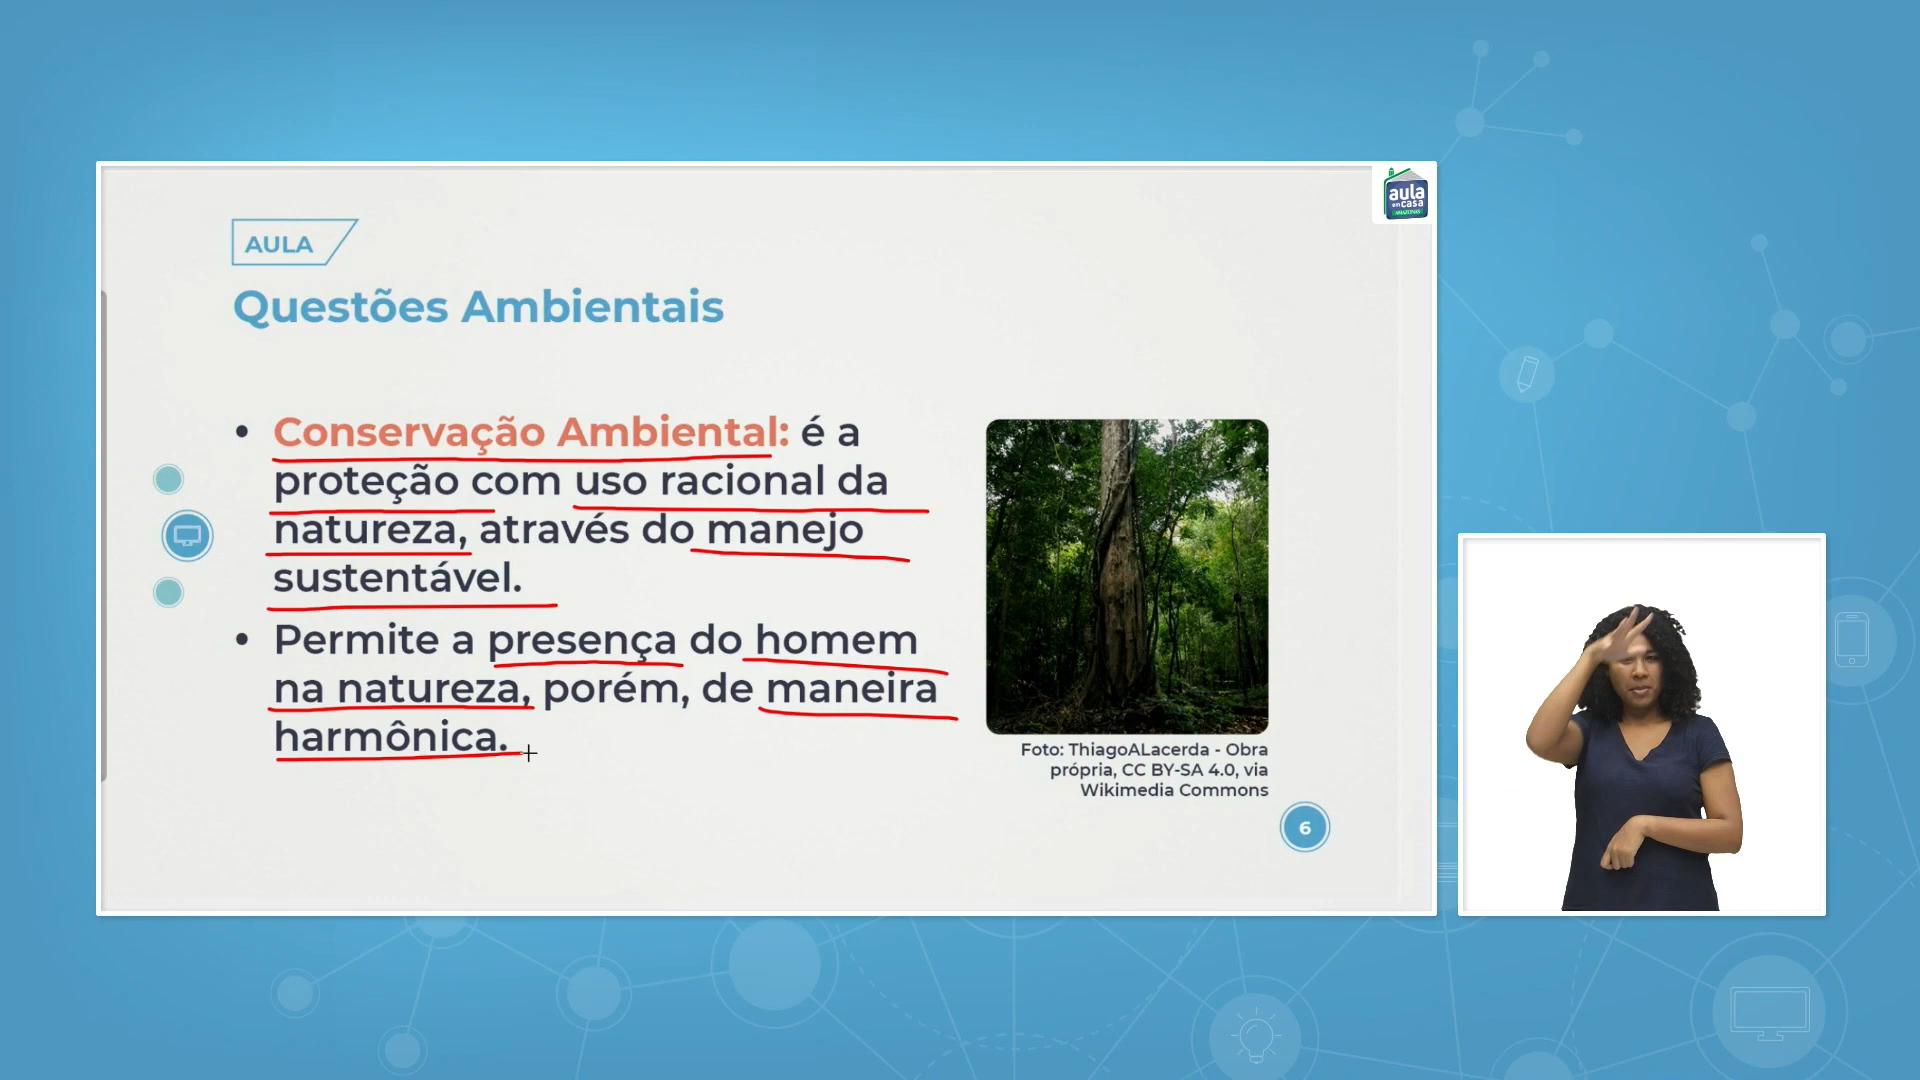 aula
em casa
AMAZONAS
AULA
Questões Ambientais
• Conservação Ambiental: é a
proteção com uso racional da
natureza, através do manejo
sustentável.
• Permite a presença do homem
na natureza, porém, de maneira
harmônica.
Foto: ThiagoALacerda - Obra
própria, CC BY-SA 4.0, via
Wikimedia Commons
6